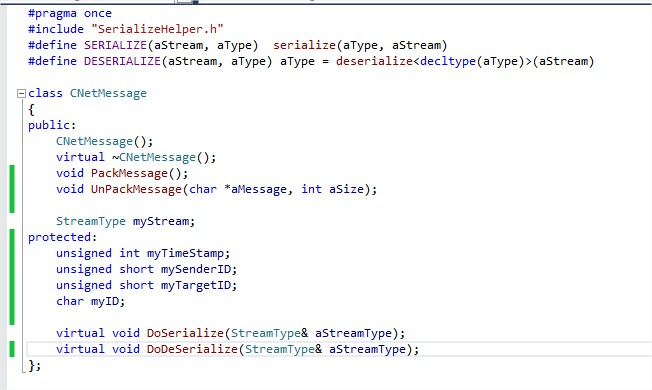 #pragma once
#include "SerializeHelper.h"
#define SERIALIZE(aStream, aType)  serialize(aType, aStream)
#define DESERIALIZE(aStream, aType) aType = deserialize<decltype(aType)>(aStream)

class CNetMessage
{
public:
    CNetMessage();
    virtual ~CNetMessage();
    void PackMessage();
    void UnPackMessage(char *aMessage, int aSize);

    StreamType myStream;
protected:
    unsigned int myTimeStamp;
    unsigned short mySenderID;
    unsigned short myTargetID;
    char myID;

    virtual void DoSerialize(StreamType& aStreamType);
    virtual void DoDeSerialize(StreamType& aStreamType);
};